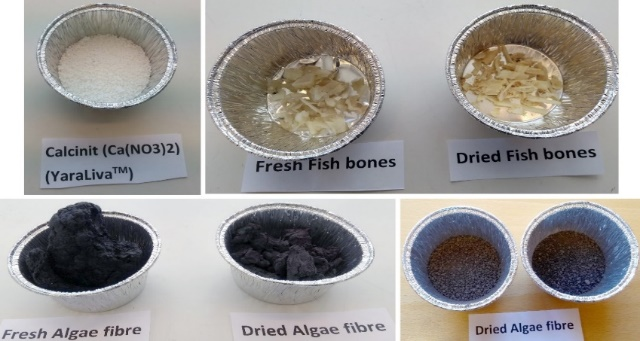 Calcinit (Ca(NO3)2)
(YaraLiva™)
Fresh Fish bones
Dried Fish bones
Fresh Algae fibre
Dried Algae fibre
Dried Algae fibre